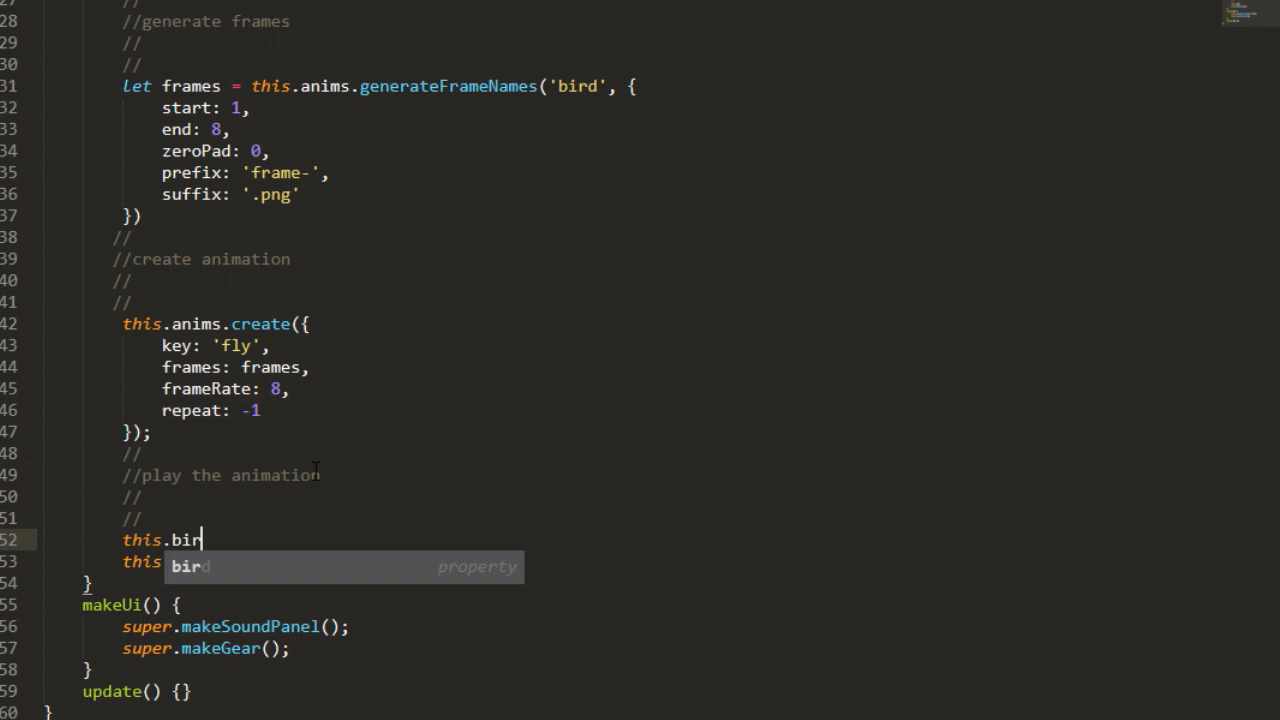 27 //
28 //generate frames
29 //
30 //
31 let frames = this.anims.generateFrameNames('bird', {
32 start: 1,
33 end: 8,
34 zeroPad: 0,
35 prefix: 'frame-',
36 suffix: '.png'
37 })
38 //
39 //create animation
40 //
41 //
42 this.anims.create({
43 key: 'fly',
44 frames: frames,
45 frameRate: 8,
46 repeat: -1
47 });
48 //
49 //play the animation
50 //
51 //
52 this.bir
53 this
bird property
54 }
55 makeUi() {
56 super.makeSoundPanel();
57 super.makeGear();
58 }
59 update() {}
60 }